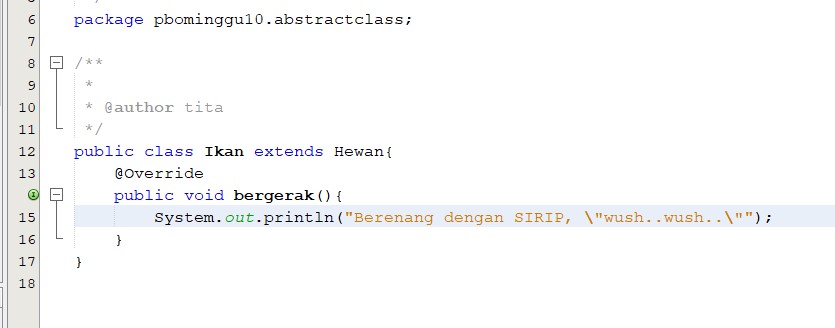 6 package pbominggu10.abstractclass;
7
8 /**
9 *
10 * @author tita
11 */
12 public class Ikan extends Hewan{
13 @Override
public void bergerak(){
15 System.out.println("Berenang dengan SIRIP, \"wush..wush..\"");
16 }
17 }
18